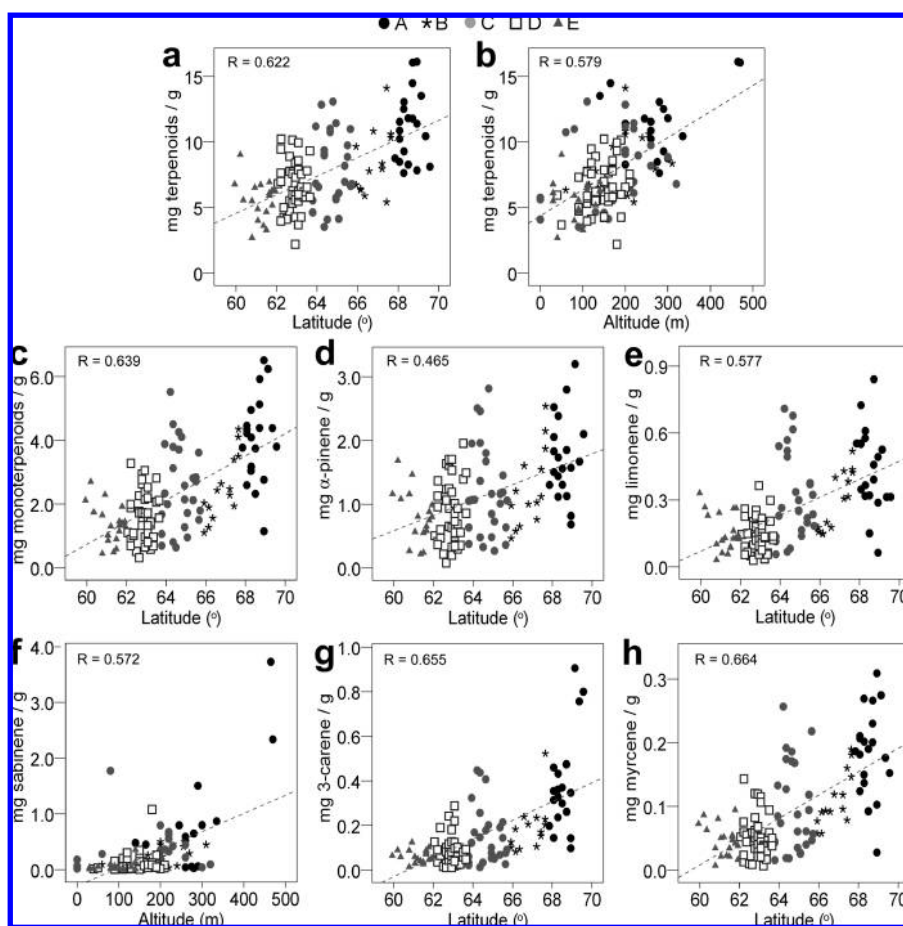 A B C D E
a R = 0.622
mg terpenoids / g
15
10
5
0
60 62 64 66 68 70
Latitude (o)
b R = 0.579
mg terpenoids / g
15
10
5
0
0 100 200 300 400 500
Altitude (m)
c R = 0.639
mg monoterpenoids / g
6.0
4.0
2.0
0.0
60 62 64 66 68 70
Latitude (o)
d R = 0.465
mg α-pinene / g
3.0
2.0
1.0
0.0
60 62 64 66 68 70
Latitude (o)
e R = 0.577
mg limonene / g
0.9
0.6
0.3
0.0
60 62 64 66 68 70
Latitude (o)
f R = 0.572
mg sabinene / g
4.0
3.0
2.0
1.0
0.0
0 100 200 300 400 500
Altitude (m)
g R = 0.655
mg 3-carene / g
1.0
0.8
0.6
0.4
0.2
0.0
60 62 64 66 68 70
Latitude (o)
h R = 0.664
mg myrcene / g
0.3
0.2
0.1
0.0
60 62 64 66 68 70
Latitude (o)